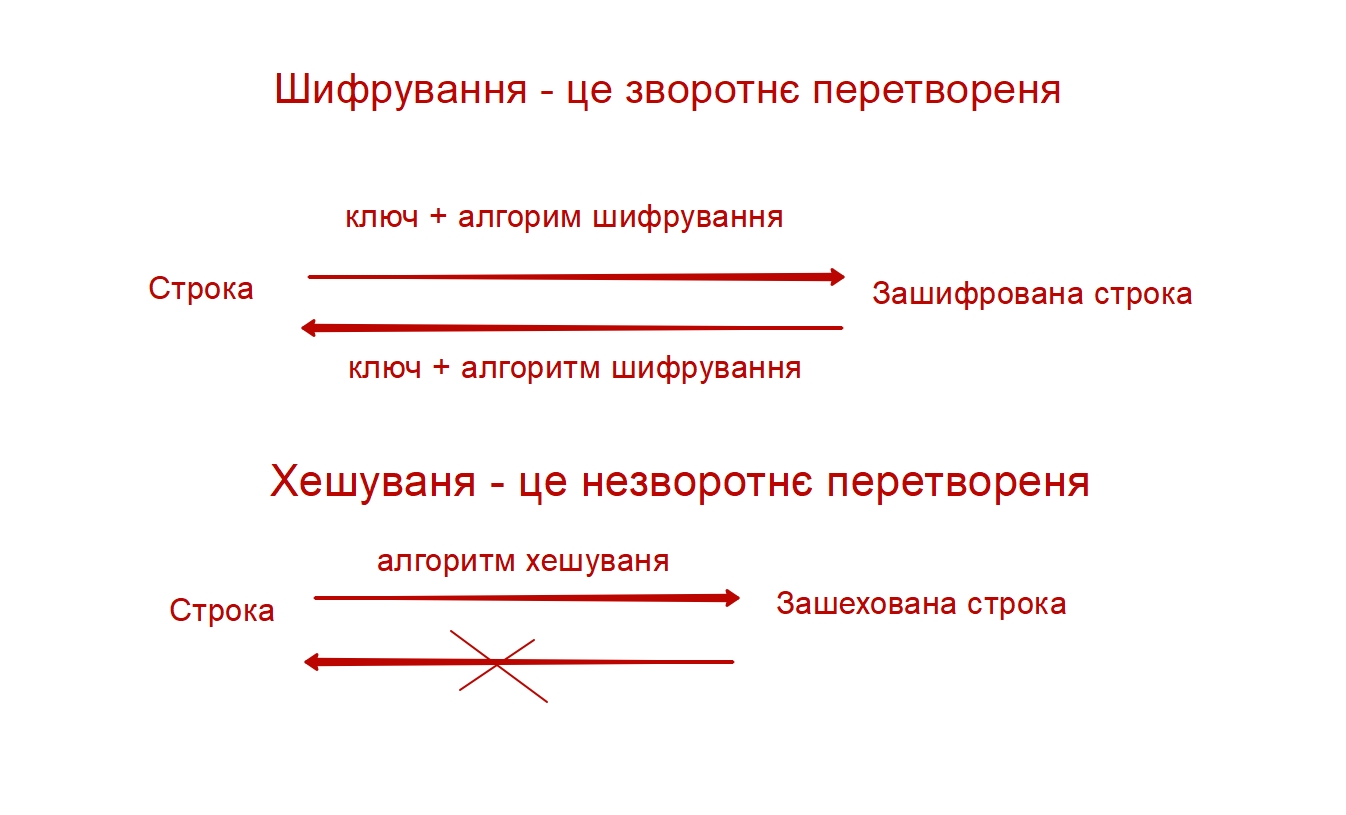 Шифрування - це зворотнє перетвореня
ключ + алгорим шифрування
Строка
Зашифрована строка
ключ + алгоритм шифрування
Хешуваня - це незворотнє перетвореня
алгоритм хешуваня
Строка
Зашехована строка